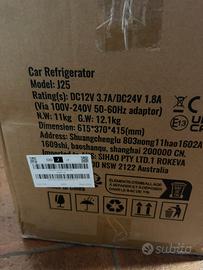 Car Refrigerator
Model: J25
Rating(s):DC12V 3.7A/DC24V 1.8A
(Via 100V-240V 50-60Hz adaptor)
N.W: 11kg G.W: 12.1kg
Dimension: 615*370*415(mm)
Address: Shuangchengiu 803nong11hao1602A
1609shi, baoshanqu, shanghai 200000 CN.
SIHAO PTY LTD. 1 ROKEVA
NSW 2122 Australia
E13
subito